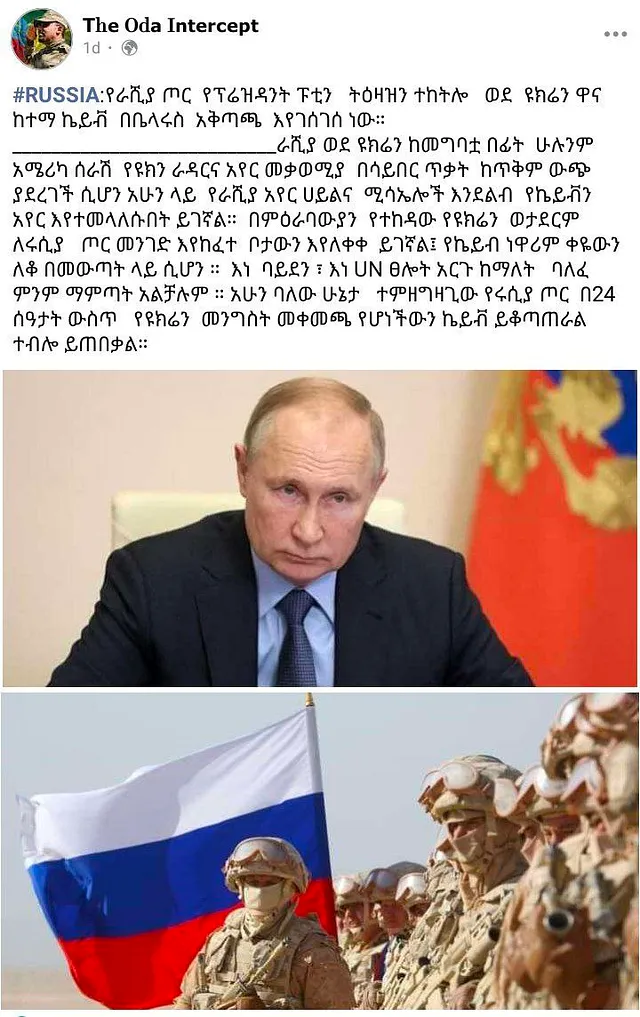 The Oda Intercept
1d ·
#RUSSIA:የራሺያ ጦር የፕሬዝዳንት ፑቲን ትዕዛዝን ተከትሎ ወደ ዩክሬን ዋና
ከተማ ኬይቭ በቤላሩስ አቅጣጫ እየገሰገሰ ነው።
__________________________ራሺያ ወደ ዩክሬን ከመግባቷ በፊት ሁሉንም
አሜሪካ ሰራሽ የዩክን ራዳርና አየር መቃወሚያ በሳይበር ጥቃት ከጥቅም ውጭ
ያደረገች ሲሆን አሁን ላይ የራሺያ አየር ሀይልና ሚሳኤሎች እንደልብ የኬይቭን
አየር እየተመላለሱበት ይገኛል። በምዕራባውያን የተከዳው የዩክሬን ወታደርም
ለሩሲያ ጦር መንገድ እየከፈተ ቦታውን እየለቀቀ ይገኛል፤ የኬይብ ነዋሪም ቀዬውን
ለቆ በመውጣት ላይ ሲሆን ። እነ ባይደን ፣ እነ UN ፀሎት አርጉ ከማለት ባለፈ
ምንም ማምጣት አልቻሉም ። አሁን ባለው ሁኔታ ተምዘግዛጊው የሩሲያ ጦር በ24
ሰዓታት ውስጥ የዩክሬን መንግስት መቀመጫ የሆነችውን ኬይቭ ይቆጣጠራል
ተብሎ ይጠበቃል።